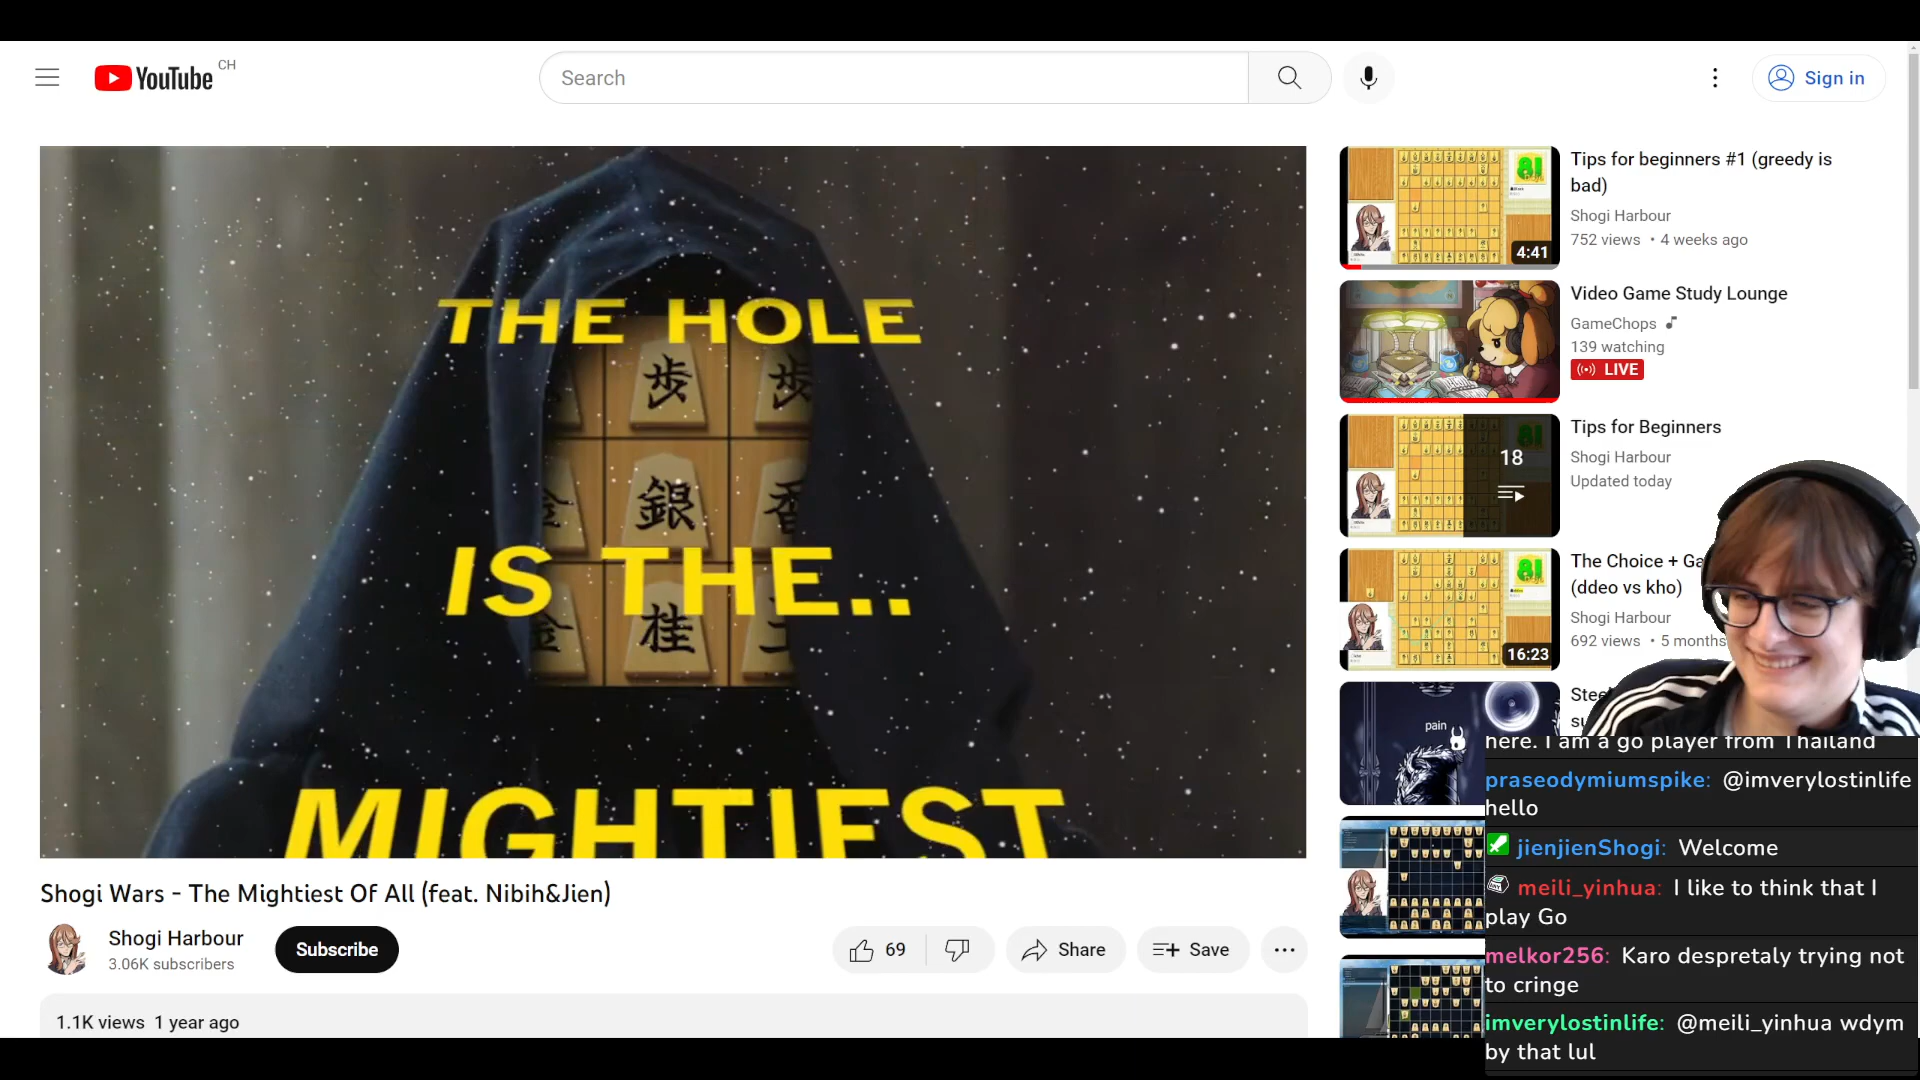 YouTube CH
Search
Sign in
THE HOLE
歩 歩
銀 香
金
IS THE..
金 桂
MIGHTIEST
Shogi Wars - The Mightiest Of All (feat. Nibih&Jien)
Shogi Harbour
3.06K subscribers
Subscribe
69
Share
Save
1.1K views 1 year ago
Tips for beginners #1 (greedy is
bad)
Shogi Harbour
752 views • 4 weeks ago
4:41
Video Game Study Lounge
GameChops
139 watching
LIVE
Tips for Beginners
Shogi Harbour
Updated today
18
The Choice + Ga
(ddeo vs kho)
Shogi Harbour
692 views • 5 months
16:23
pain
here. I am a go player from Thailand
praseodymiumspike: @imverylostinlife
hello
jienjienShogi: Welcome
meili_yinhua: I like to think that I
play Go
melkor256: Karo despretaly trying not
to cringe
imverylostinlife: @meili_yinhua wdym
by that lul